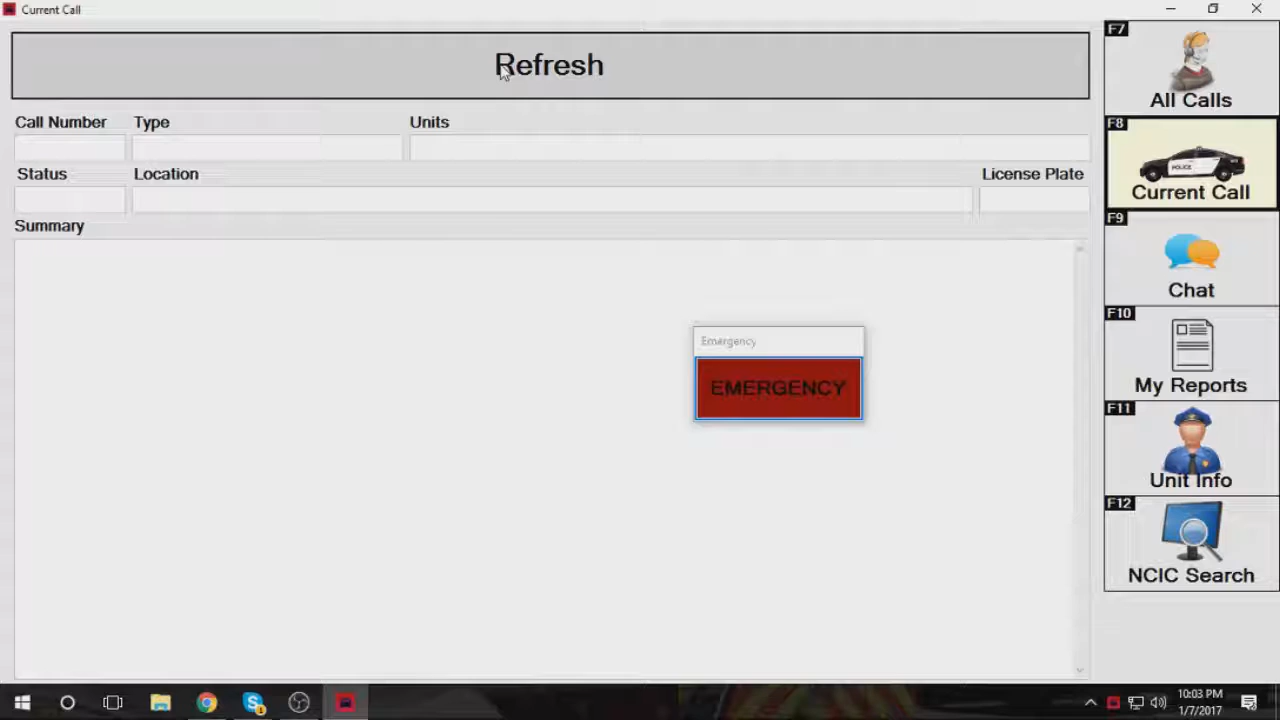 Current Call
Refresh
Call Number Type Units
Status Location License Plate
Summary
Emergency
EMERGENCY
F7
All Calls
F8
POLICE
Current Call
F9
Chat
F10
My Reports
F11
Unit Info
F12
NCIC Search
10:03 PM
1/7/2017